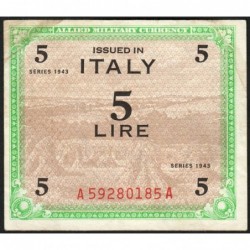 ALLIED MILITARY CURRENCY
5 ISSUED IN 5
ITALY
SERIES 1943
5
LIRE
SERIES 1943
5 5
A59280185A